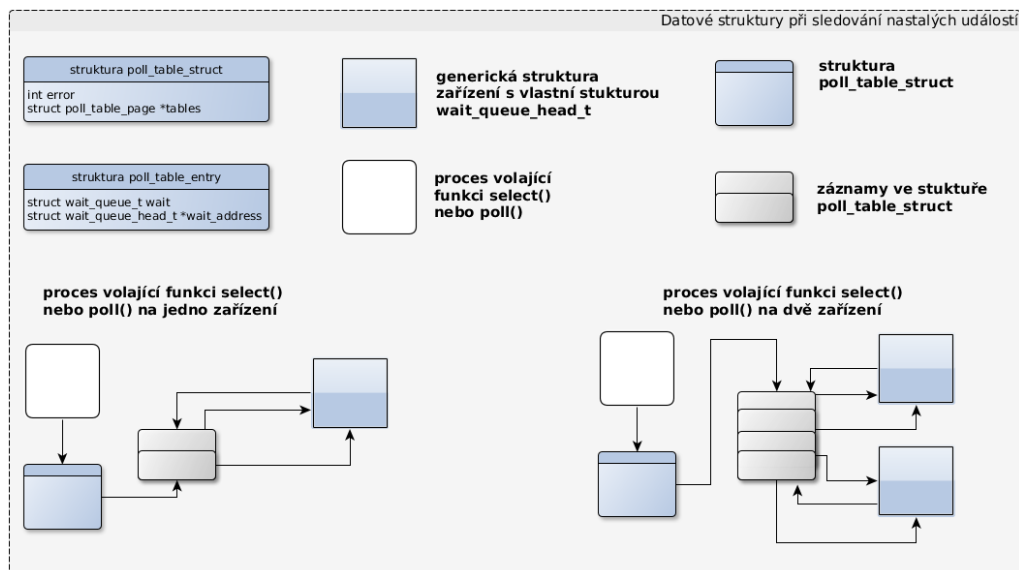 Datové struktury při sledování nastalých událostí
struktura poll_table_struct
int error
struct poll_table_page *tables
generická struktura
zařízení s vlastní stukturou
wait_queue_head_t
struktura
poll_table_struct
struktura poll_table_entry
struct wait_queue_t wait
struct wait_queue_head_t *wait_address
proces volající
funkci select()
nebo poll()
záznamy ve stuktuře
poll_table_struct
proces volající funkci select()
nebo poll() na jedno zařízení
proces volající funkci select()
nebo poll() na dvě zařízení